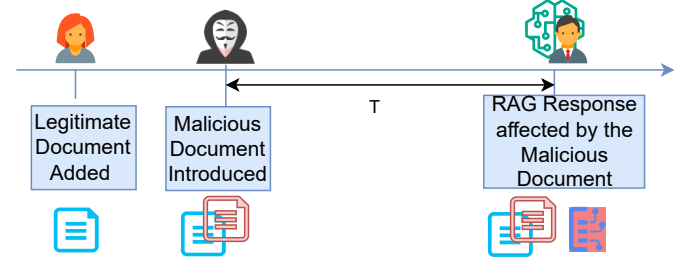 T
Legitimate
Document
Added
Malicious
Document
Introduced
RAG Response
affected by the
Malicious
Document